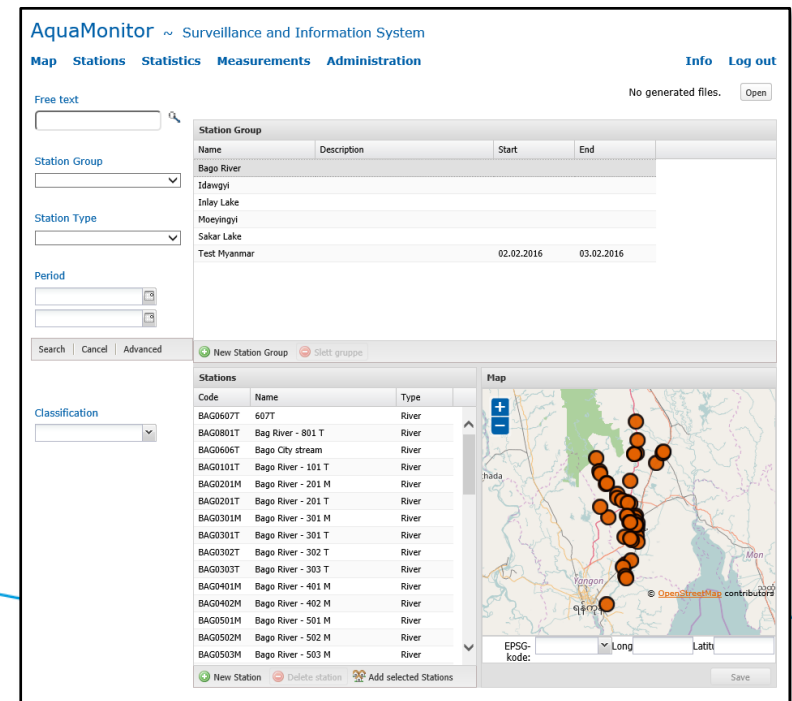 AquaMonitor ~ Surveillance and Information System
Map Stations Statistics Measurements Administration Info Log out
No generated files. Open
Free text
Station Group
Name Description Start End
Bago River
Idawgyi
Inlay Lake
Moeyingyi
Sakar Lake
Test Myanmar 02.02.2016 03.02.2016
New Station Group Slett gruppe
Station Group
Station Type
Period
Search Cancel Advanced
Classification
Stations
Code Name Type
BAG0607T 607T River
BAG0801T Bag River - 801 T River
BAG0606T Bago City stream River
BAG0101T Bago River - 101 T River
BAG0201M Bago River - 201 M River
BAG0201T Bago River - 201 T River
BAG0301M Bago River - 301 M River
BAG0301T Bago River - 301 T River
BAG0302T Bago River - 302 T River
BAG0303T Bago River - 303 T River
BAG0401M Bago River - 401 M River
BAG0402M Bago River - 402 M River
BAG0501M Bago River - 501 M River
BAG0502M Bago River - 502 M River
BAG0503M Bago River - 503 M River
New Station Delete station Add selected Stations
Map
+
−
hada
Mon
Yangon
© OpenStreetMap contributors
EPSG-kode: Long Latit
Save